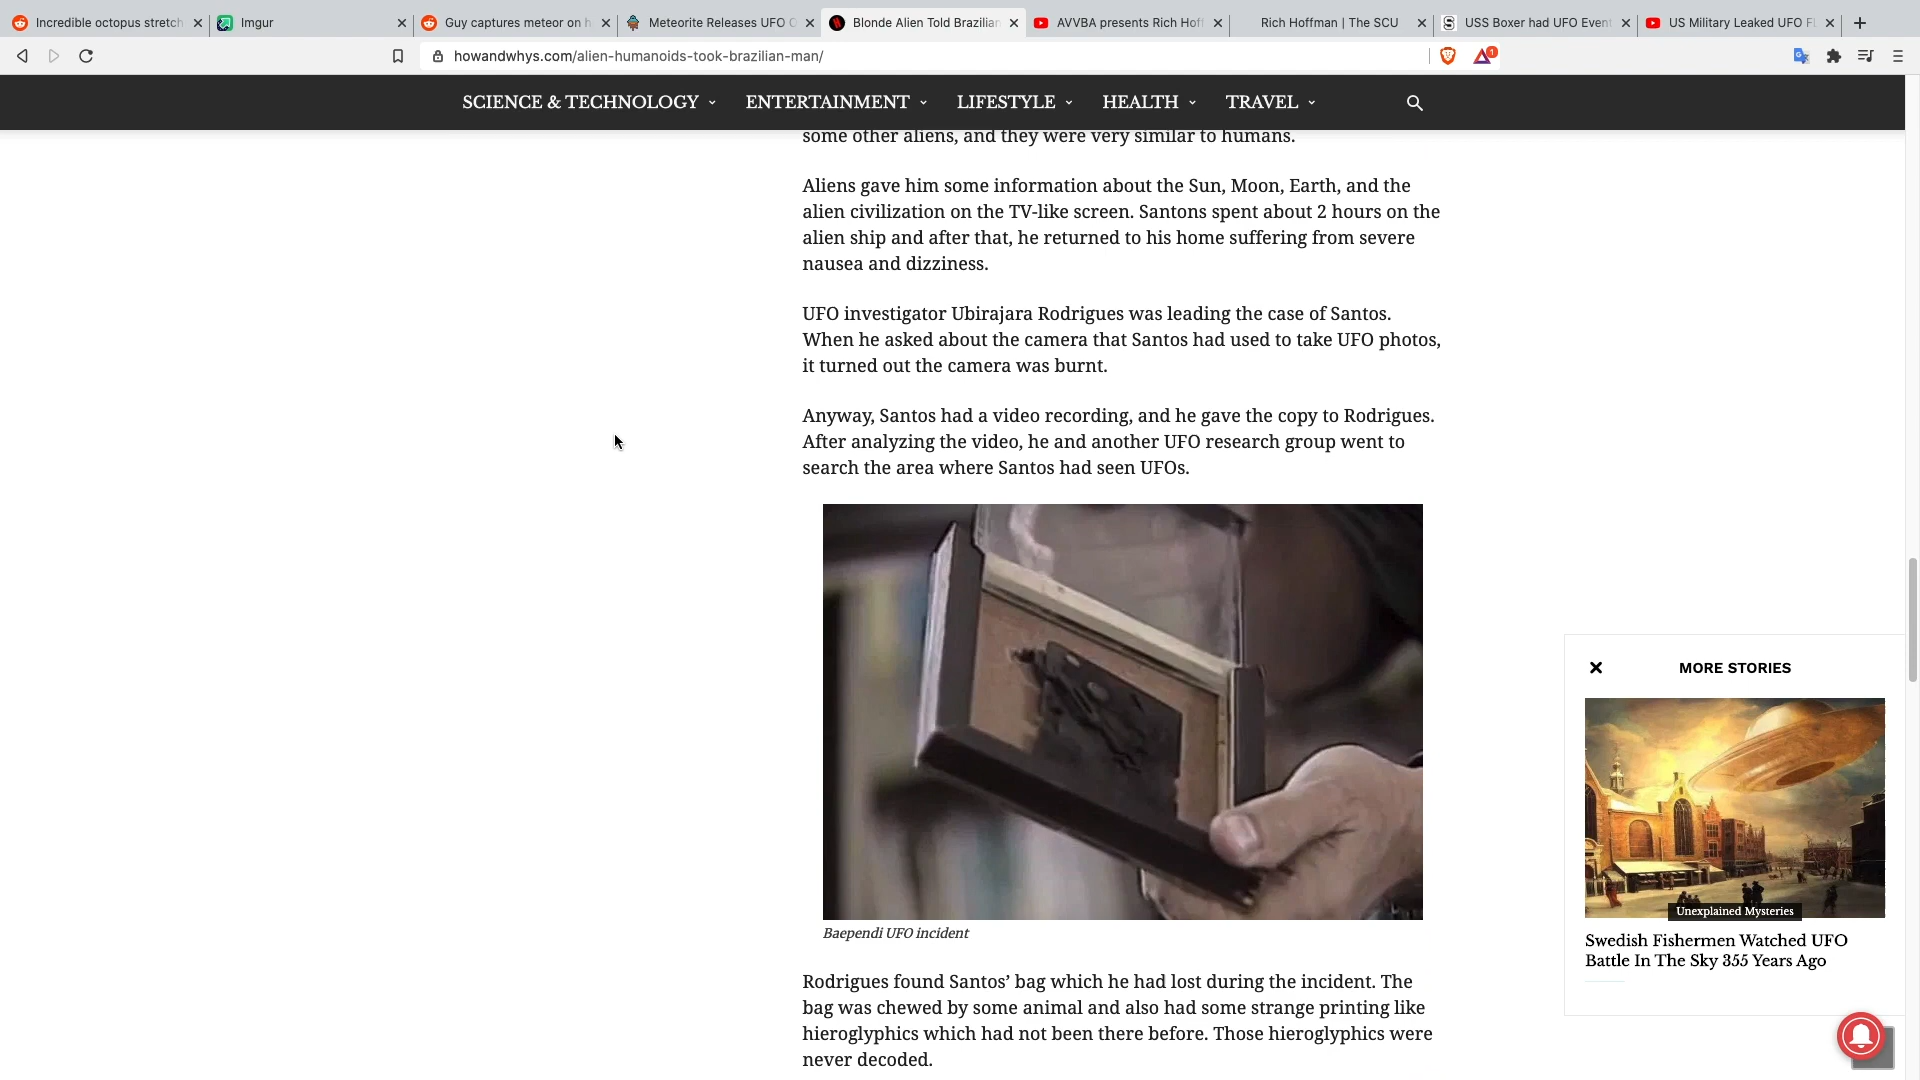 Incredible octopus stretch
Imgur
Guy captures meteor on h
Meteorite Releases UFO O
Blonde Alien Told Brazilian
AVVBA presents Rich Hoff
Rich Hoffman | The SCU
USS Boxer had UFO Event
US Military Leaked UFO F
howandwhys.com/alien-humanoids-took-brazilian-man/
1
SCIENCE & TECHNOLOGY
ENTERTAINMENT
LIFESTYLE
HEALTH
TRAVEL
some other aliens, and they were very similar to humans.
Aliens gave him some information about the Sun, Moon, Earth, and the
alien civilization on the TV-like screen. Santons spent about 2 hours on the
alien ship and after that, he returned to his home suffering from severe
nausea and dizziness.
UFO investigator Ubirajara Rodrigues was leading the case of Santos.
When he asked about the camera that Santos had used to take UFO photos,
it turned out the camera was burnt.
Anyway, Santos had a video recording, and he gave the copy to Rodrigues.
After analyzing the video, he and another UFO research group went to
search the area where Santos had seen UFOs.
Baependi UFO incident
Rodrigues found Santos’ bag which he had lost during the incident. The
bag was chewed by some animal and also had some strange printing like
hieroglyphics which had not been there before. Those hieroglyphics were
never decoded.
MORE STORIES
Unexplained Mysteries
Swedish Fishermen Watched UFO
Battle In The Sky 355 Years Ago